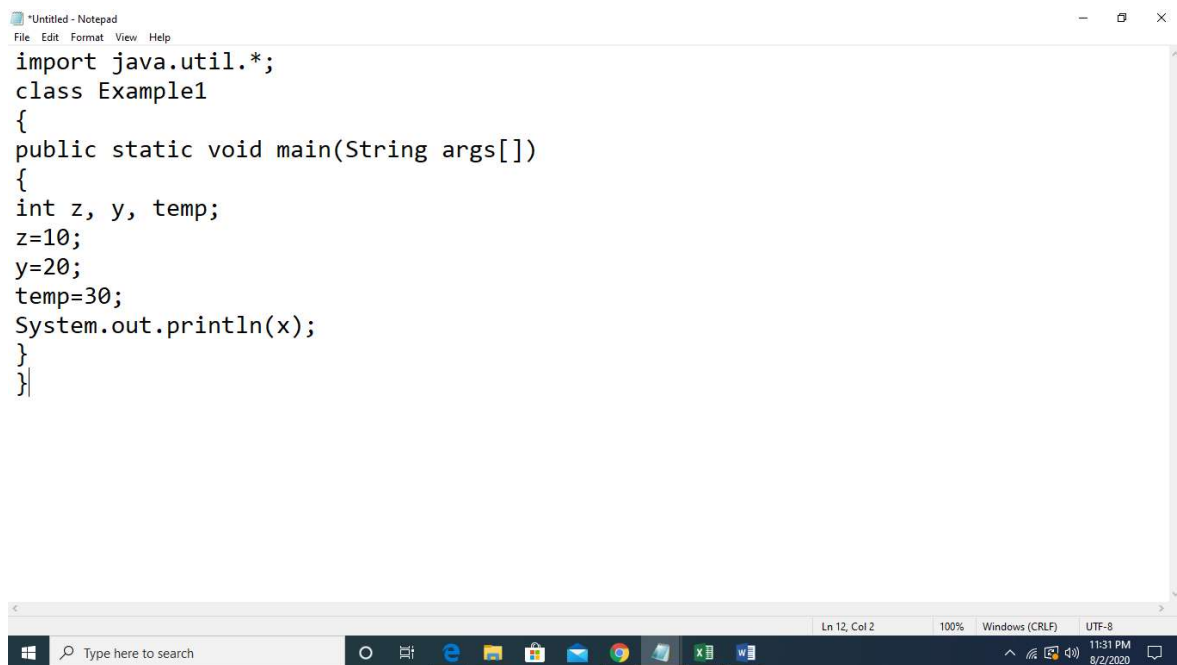 *Untitled - Notepad
File Edit Format View Help
import java.util.*;
class Example1
{
public static void main(String args[])
{
int z, y, temp;
z=10;
y=20;
temp=30;
System.out.println(x);
}
}
Ln 12, Col 2 100% Windows (CRLF) UTF-8
Type here to search
11:31 PM
8/2/2020